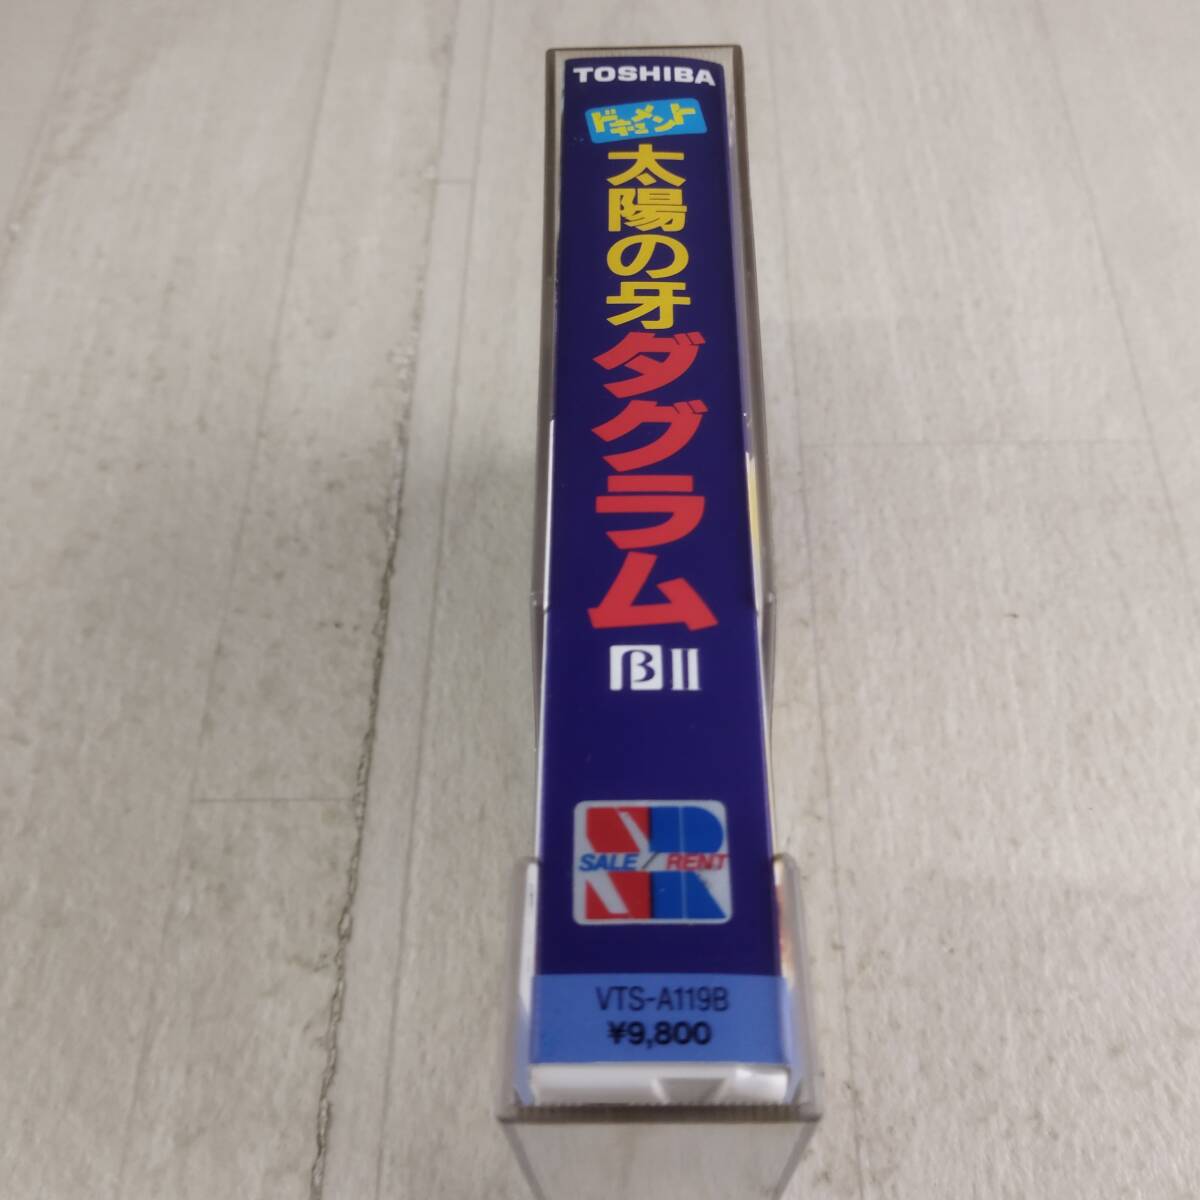 TOSHIBA
ドキュメント
太陽の牙
ダグラム
β II
SALE / RENT
VTS-A119B
¥9,800